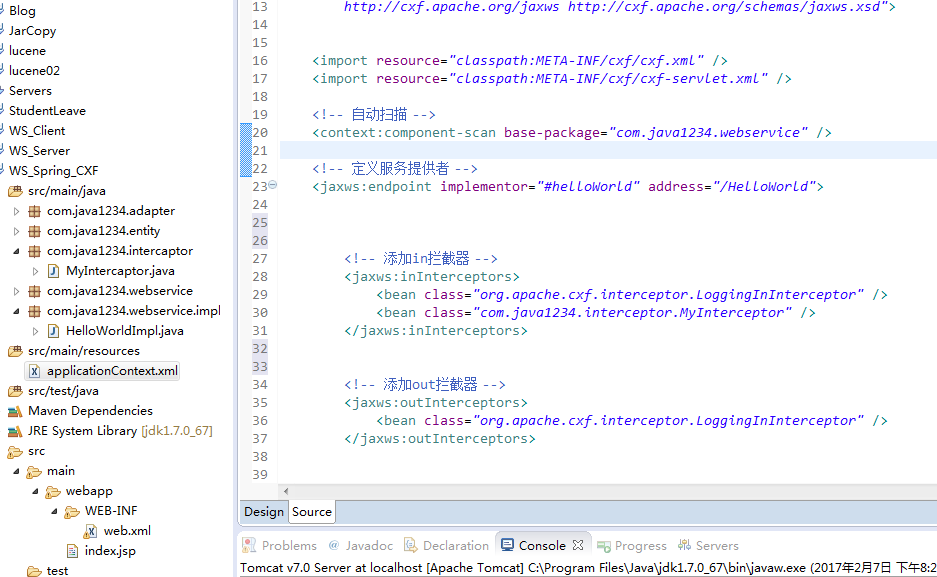 Blog
JarCopy
lucene
lucene02
Servers
StudentLeave
WS_Client
WS_Server
WS_Spring_CXF
src/main/java
com.java1234.adapter
com.java1234.entity
com.java1234.intercaptor
MyIntercaptor.java
com.java1234.webservice
com.java1234.webservice.impl
HelloWorldImpl.java
src/main/resources
applicationContext.xml
src/test/java
Maven Dependencies
JRE System Library [jdk1.7.0_67]
src
main
webapp
WEB-INF
web.xml
index.jsp
test
13 http://cxf.apache.org/jaxws http://cxf.apache.org/schemas/jaxws.xsd">
14
15
16 <import resource="classpath:META-INF/cxf/cxf.xml" />
17 <import resource="classpath:META-INF/cxf/cxf-servlet.xml" />
18
19 <!-- 自动扫描 -->
20 <context:component-scan base-package="com.java1234.webservice" />
21
22 <!-- 定义服务提供者 -->
23 <jaxws:endpoint implementor="#helloWorld" address="/HelloWorld">
24
25
26
27 <!-- 添加in拦截器 -->
28 <jaxws:inInterceptors>
29 <bean class="org.apache.cxf.interceptor.LoggingInInterceptor" />
30 <bean class="com.java1234.interceptor.MyInterceptor" />
31 </jaxws:inInterceptors>
32
33
34 <!-- 添加out拦截器 -->
35 <jaxws:outInterceptors>
36 <bean class="org.apache.cxf.interceptor.LoggingInInterceptor" />
37 </jaxws:outInterceptors>
38
39
Design Source
Problems @ Javadoc Declaration Console Progress Servers
Tomcat v7.0 Server at localhost [Apache Tomcat] C:\Program Files\Java\jdk1.7.0_67\bin\javaw.exe (2017年2月7日 下午8:2